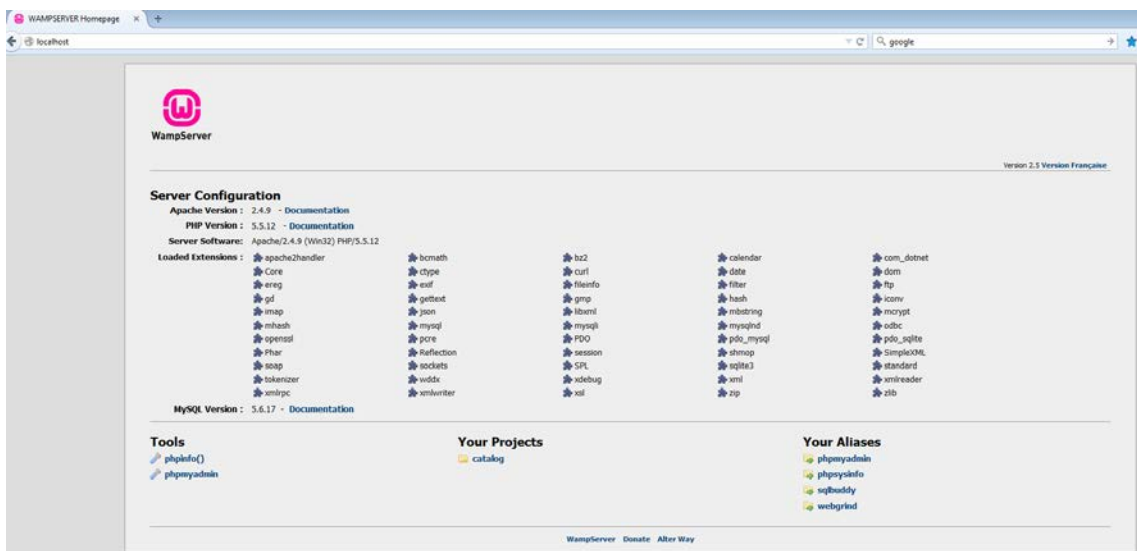 WAMPSERVER Homepage
localhost
google
WampServer
Version 2.5 Version Française
Server Configuration
Apache Version : 2.4.9 - Documentation
PHP Version : 5.5.12 - Documentation
Server Software: Apache/2.4.9 (Win32) PHP/5.5.12
Loaded Extensions : apache2handler bcmath bz2 calendar com_dotnet
Core ctype curl date dom
ereg exif fileinfo filter ftp
gd gettext gmp hash iconv
imap json libxml mbstring mcrypt
mhash mysql mysqli mysqlnd odbc
openssl pcre PDO pdo_mysql pdo_sqlite
Phar Reflection session shmop SimpleXML
soap sockets SPL sqlite3 standard
tokenizer wddx xdebug xml xmlreader
xmlrpc xmlwriter xsl zip zlib
MySQL Version : 5.6.17 - Documentation
Tools Your Projects Your Aliases
phpinfo() catalog phpmyadmin
phpmyadmin phpsysinfo
sqlbuddy
webgrind
WampServer Donate Alter Way